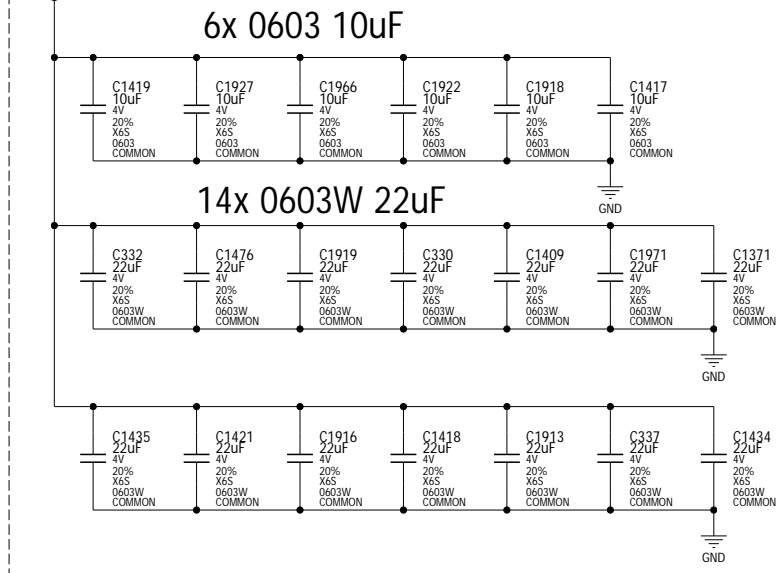 6x 0603 10uF
C1419
10uF
4V
20%
X6S
0603
COMMON
C1927
10uF
4V
20%
X6S
0603
COMMON
C1966
10uF
4V
20%
X6S
0603
COMMON
C1922
10uF
4V
20%
X6S
0603
COMMON
C1918
10uF
4V
20%
X6S
0603
COMMON
C1417
10uF
4V
20%
X6S
0603
COMMON
GND
14x 0603W 22uF
C332
22uF
4V
20%
X6S
0603W
COMMON
C1476
22uF
4V
20%
X6S
0603W
COMMON
C1919
22uF
4V
20%
X6S
0603W
COMMON
C330
22uF
4V
20%
X6S
0603W
COMMON
C1409
22uF
4V
20%
X6S
0603W
COMMON
C1971
22uF
4V
20%
X6S
0603W
COMMON
C1371
22uF
4V
20%
X6S
0603W
COMMON
GND
C1435
22uF
4V
20%
X6S
0603W
COMMON
C1421
22uF
4V
20%
X6S
0603W
COMMON
C1916
22uF
4V
20%
X6S
0603W
COMMON
C1418
22uF
4V
20%
X6S
0603W
COMMON
C1913
22uF
4V
20%
X6S
0603W
COMMON
C337
22uF
4V
20%
X6S
0603W
COMMON
C1434
22uF
4V
20%
X6S
0603W
COMMON
GND